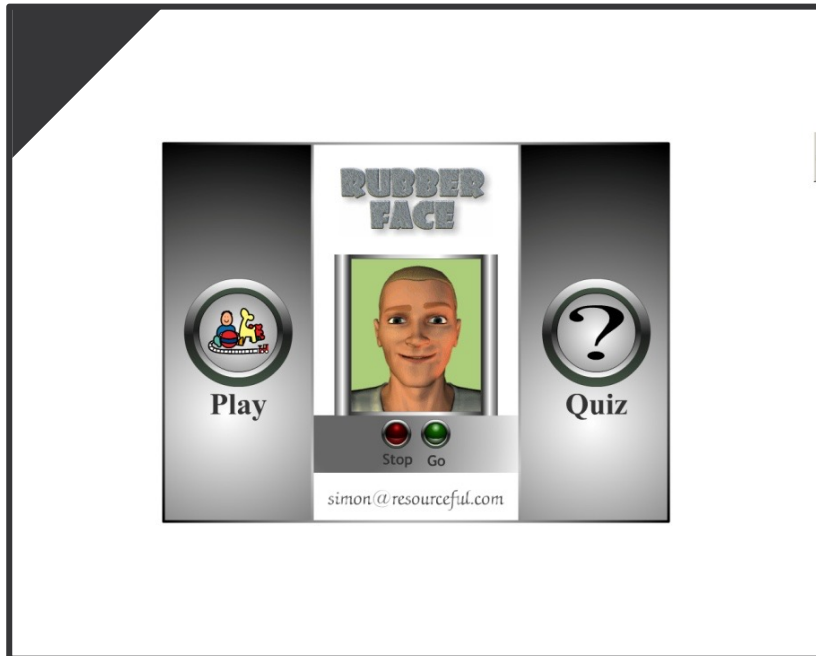 RUBBER
FACE
Play
?
Quiz
Stop Go
simon@resourceful.com